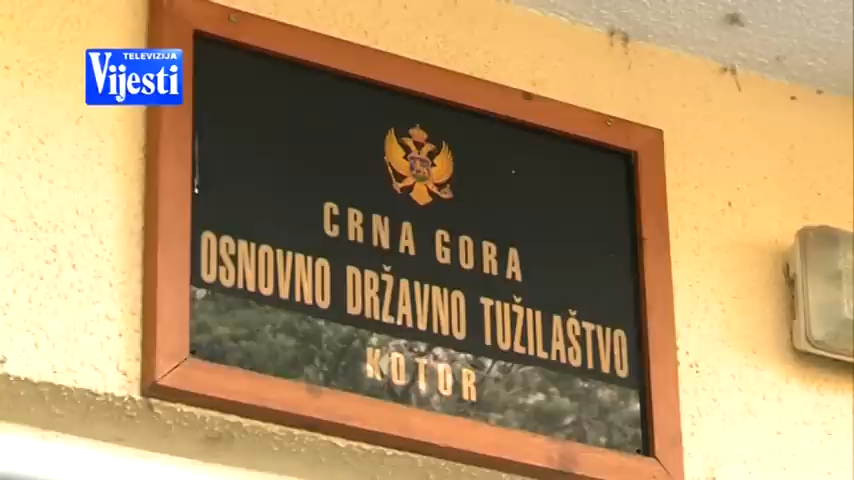 TELEVIZIJA
Vijesti
CRNA GORA
OSNOVNO DRŽAVNO TUŽILAŠTVO
KOTOR